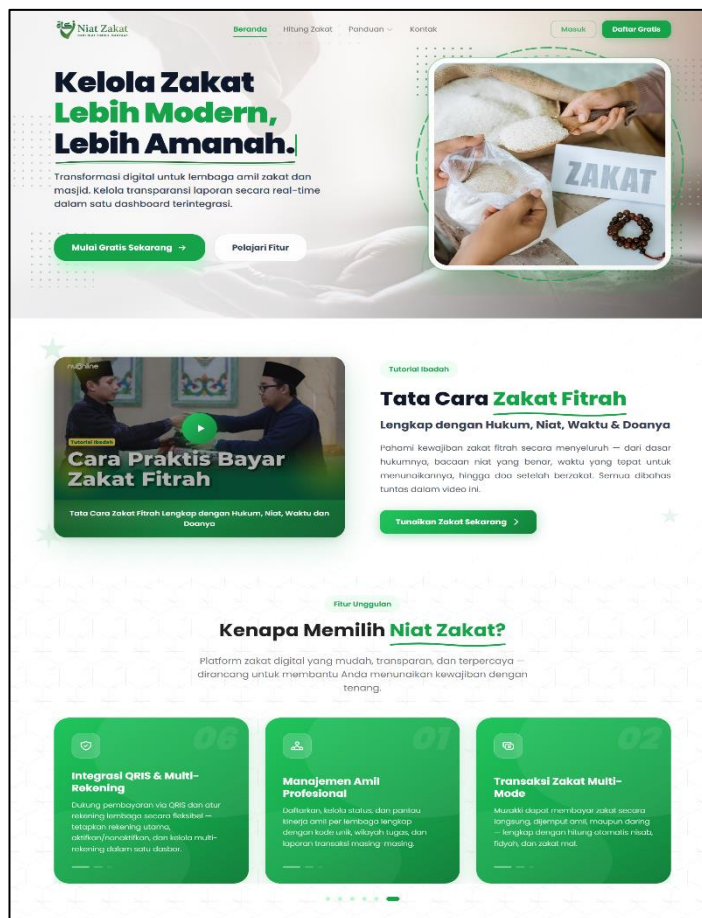 Niat Zakat
Beranda
Hitung Zakat
Panduan
Kontak
Masuk
Daftar Gratis
Kelola Zakat
Lebih Modern,
Lebih Amanah.
Transformasi digital untuk lembaga amil zakat dan
masjid. Kelola transparansi laporan secara real-time
dalam satu dashboard terintegrasi.
Mulai Gratis Sekarang →
Pelajari Fitur
ZAKAT
nuonline
Tutorial Ibadah
Cara Praktis Bayar
Zakat Fitrah
Tata Cara Zakat Fitrah Lengkap dengan Hukum, Niat, Waktu dan
Doanya
Tutorial Ibadah
Tata Cara Zakat Fitrah
Lengkap dengan Hukum, Niat, Waktu & Doanya
Pahami kewajiban zakat fitrah secara menyeluruh — dari dasar
hukumnya, bacaan niat yang benar, waktu yang tepat untuk
menunaikannya, hingga doa setelah berzakat. Semua dibahas
tuntas dalam video ini.
Tunaikan Zakat Sekarang
Fitur Unggulan
Kenapa Memilih Niat Zakat?
Platform zakat digital yang mudah, transparan, dan terpercaya —
dirancang untuk membantu Anda menunaikan kewajiban dengan
tenang.
06
Integrasi QRIS & Multi-
Rekening
Dukung pembayaran via QRIS dan atur
rekening lembaga secara fleksibel —
tetapkan rekening utama,
aktifkan/nonaktifkan, dan kelola multi-
rekening dalam satu dasbor.
01
Manajemen Amil
Profesional
Daftarkan, kelola status, dan pantau
kinerja amil per lembaga lengkap
dengan kode unik, wilayah tugas, dan
laporan transaksi masing-masing.
02
Transaksi Zakat Multi-
Mode
Muzakki dapat membayar zakat secara
langsung, dijemput amil, maupun daring
— lengkap dengan hitung otomatis nisab,
fidyah, dan zakat mal.